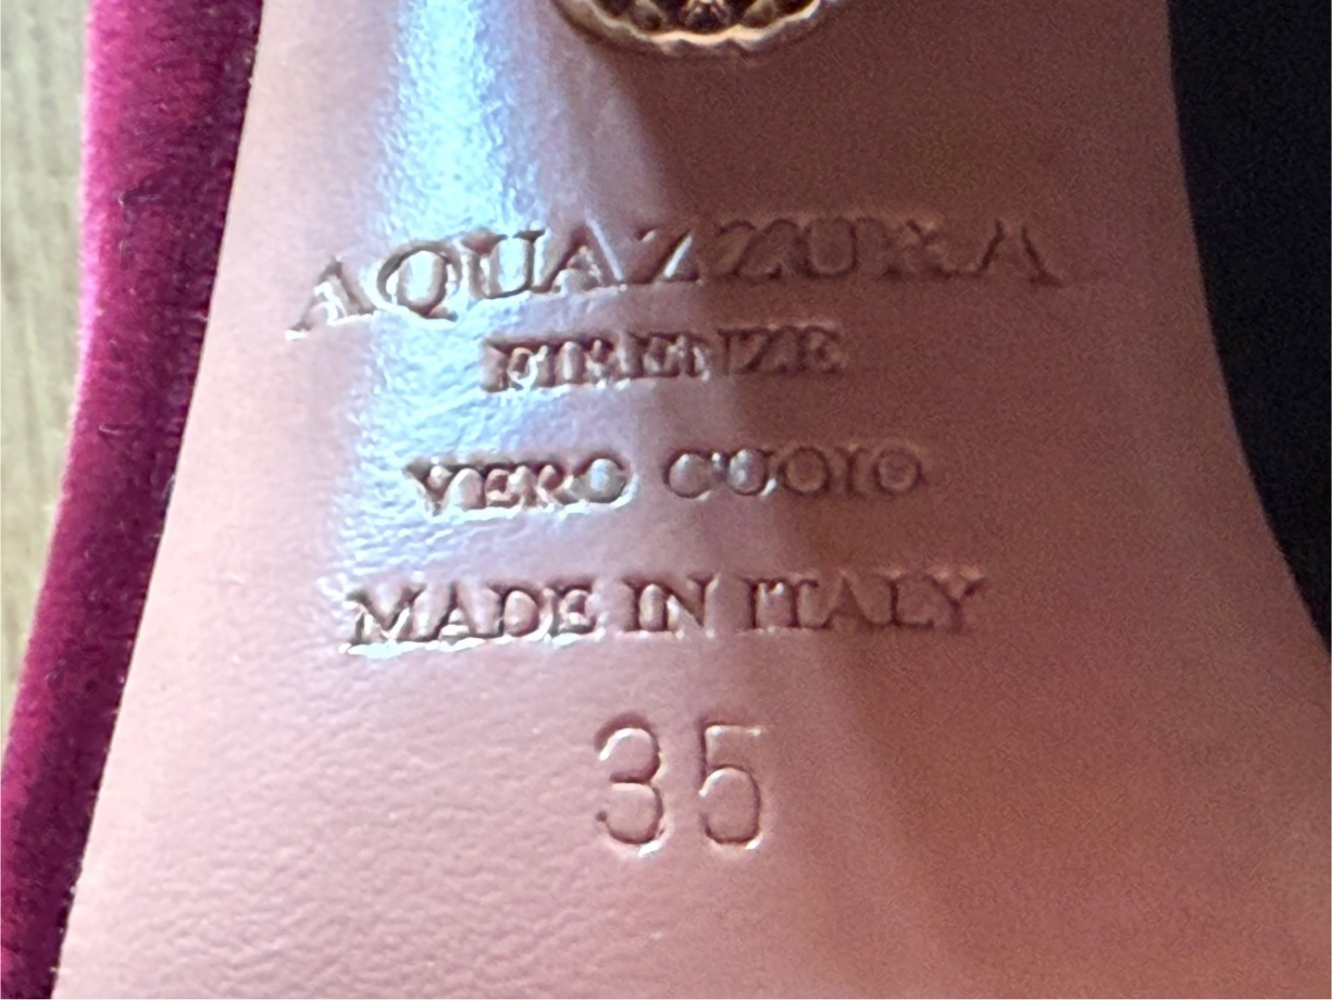 AQUAZZURA
FIRENZE
VERO CUOIO
MADE IN ITALY
35